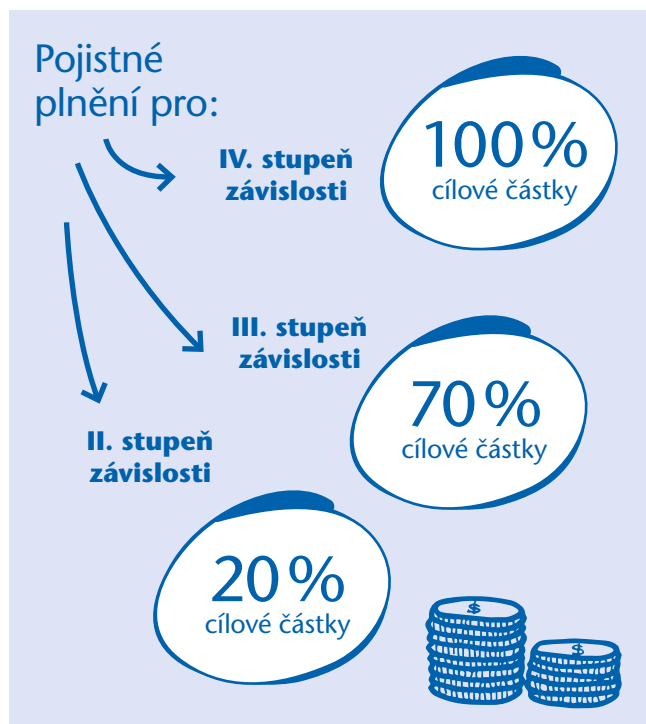 Pojistné
plnění pro:
IV. stupeň
závislosti
100 %
cílové částky
III. stupeň
závislosti
70 %
cílové částky
II. stupeň
závislosti
20 %
cílové částky
$
$